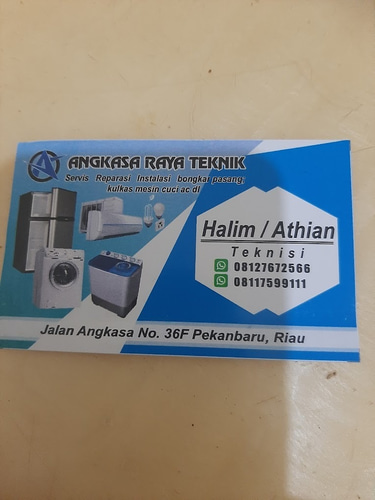 ANGKASA RAYA TEKNIK
Servis Reparasi Instalasi bongkar pasang;
kulkas mesin cuci ac dl
Halim / Athian
Teknisi
08127672566
08117599111
Jalan Angkasa No. 36F Pekanbaru, Riau